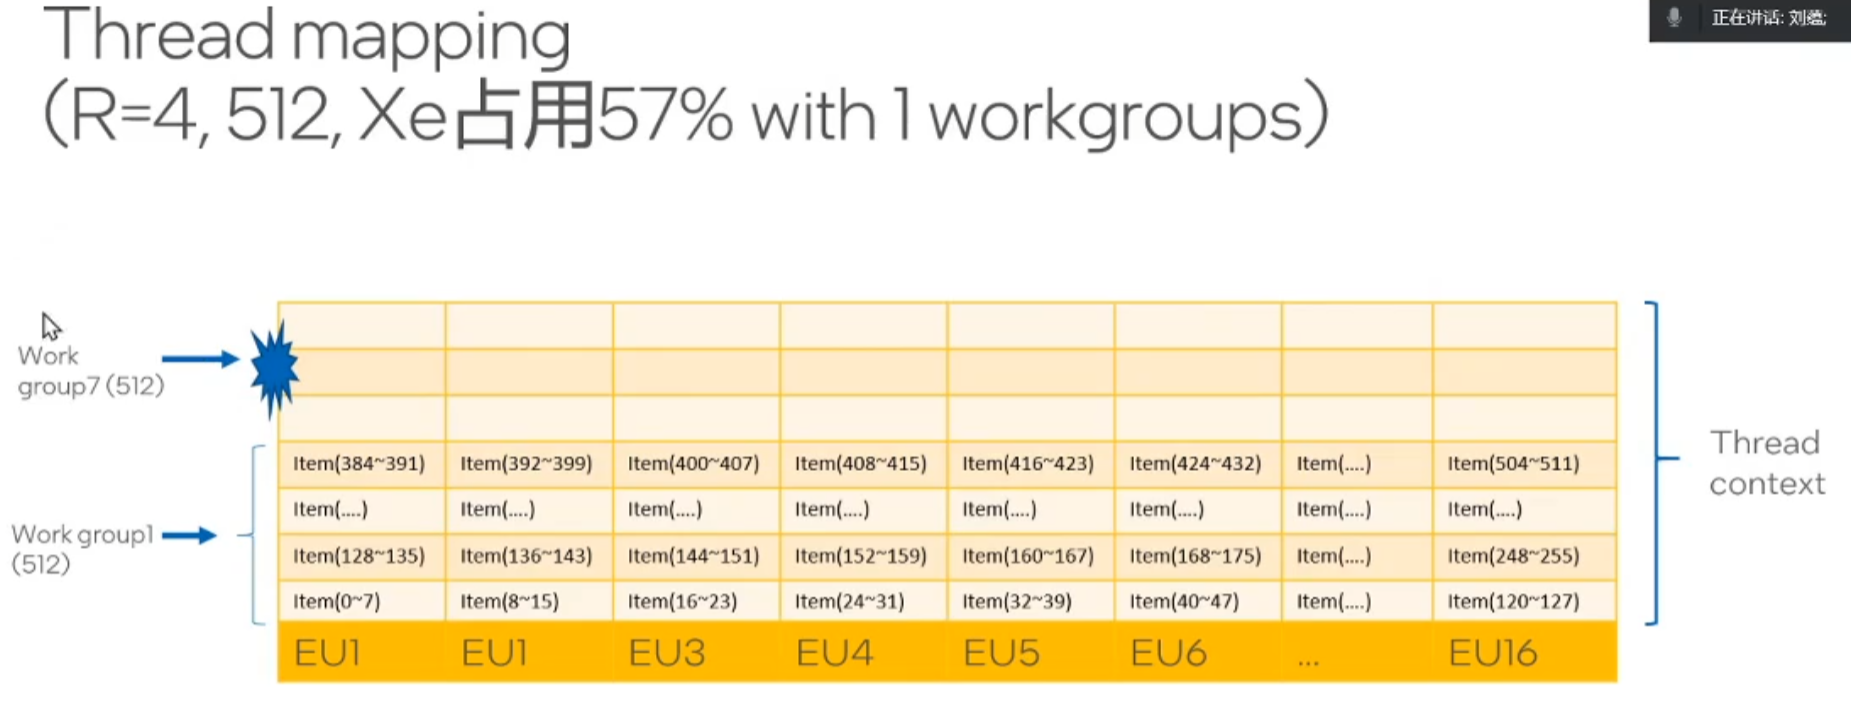 Thread mapping
(R=4, 512, Xe占用57% with 1 workgroups)
正在讲话: 刘蕴;
Work
group7 (512)
Item(384~391) Item(392~399) Item(400~407) Item(408~415) Item(416~423) Item(424~432) Item(....) Item(504~511)
Item(....) Item(....) Item(....) Item(....) Item(....) Item(....) Item(....) Item(....)
Work group1
(512)
Item(128~135) Item(136~143) Item(144~151) Item(152~159) Item(160~167) Item(168~175) Item(....) Item(248~255)
Item(0~7) Item(8~15) Item(16~23) Item(24~31) Item(32~39) Item(40~47) Item(....) Item(120~127)
EU1 EU1 EU3 EU4 EU5 EU6 ... EU16
Thread
context